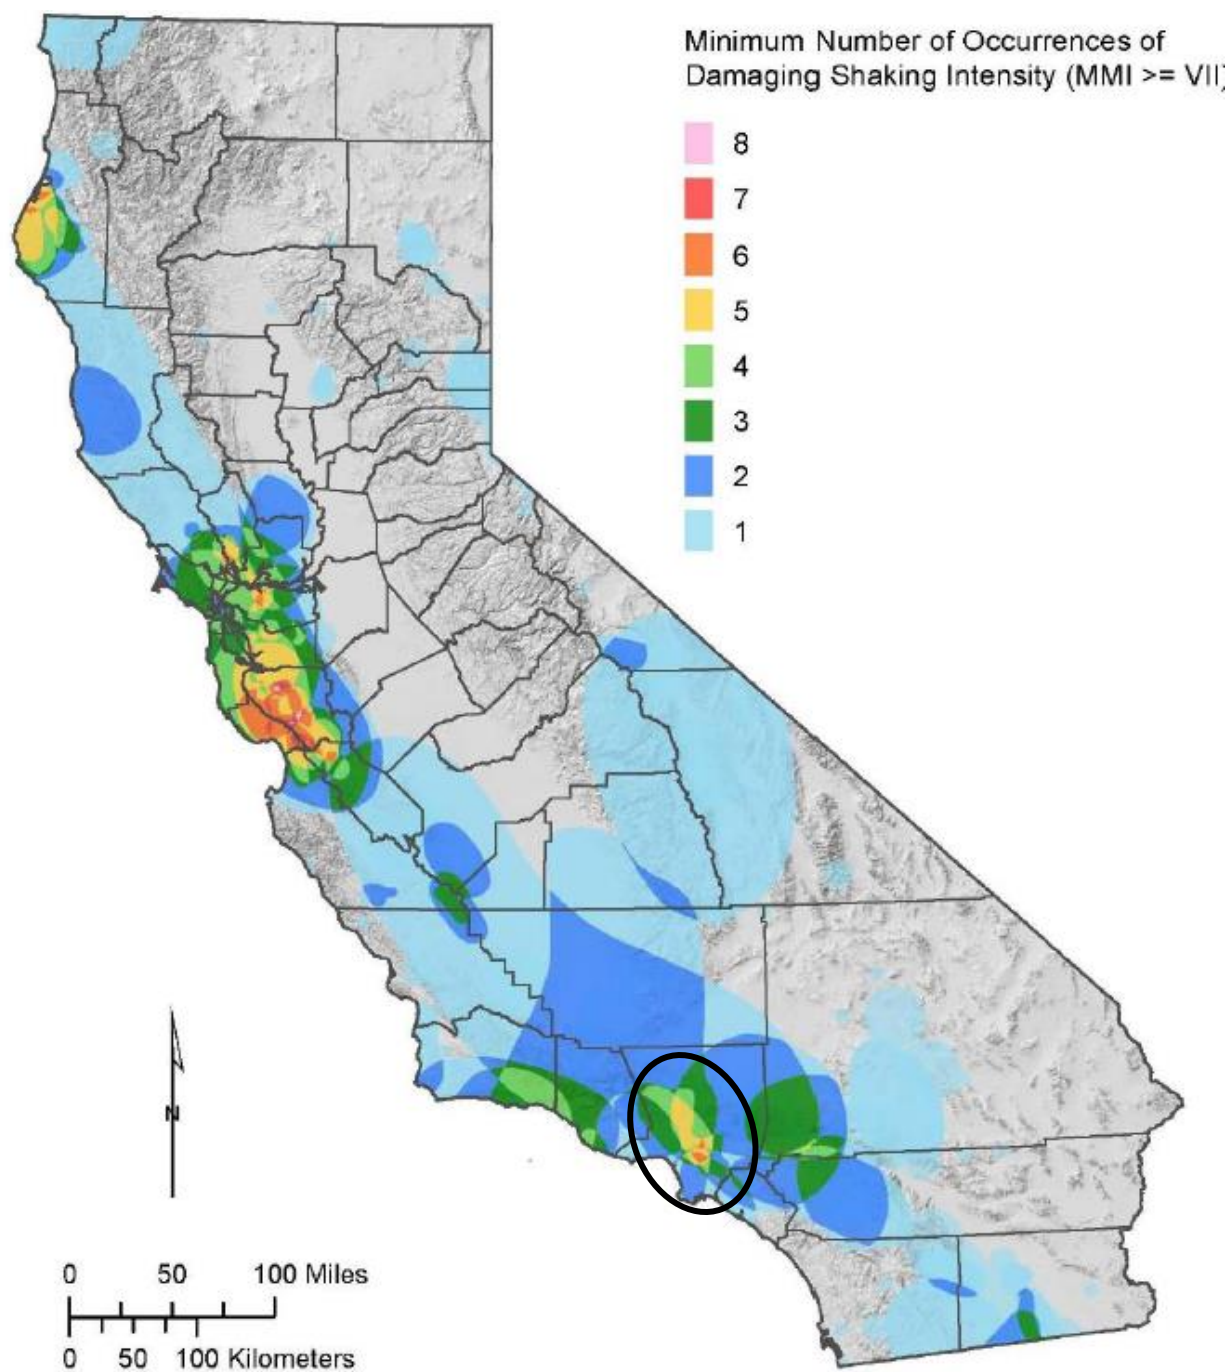 Minimum Number of Occurrences of
Damaging Shaking Intensity (MMI >= VII)
8
7
6
5
4
3
2
1
N
0 50 100 Miles
0 50 100 Kilometers